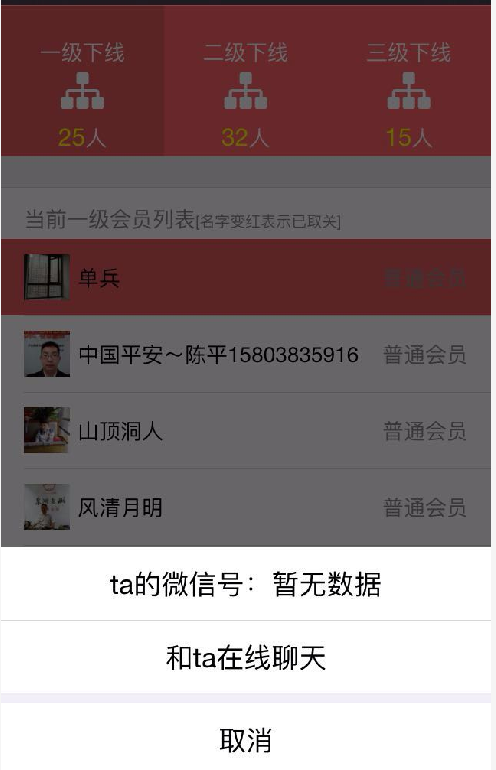 一级下线 二级下线 三级下线
25人 32人 15人
当前一级会员列表[名字变红表示已取关]
单兵 普通会员
中国平安～陈平15803835916 普通会员
山顶洞人 普通会员
风清月明 普通会员
ta的微信号：暂无数据
和ta在线聊天
取消